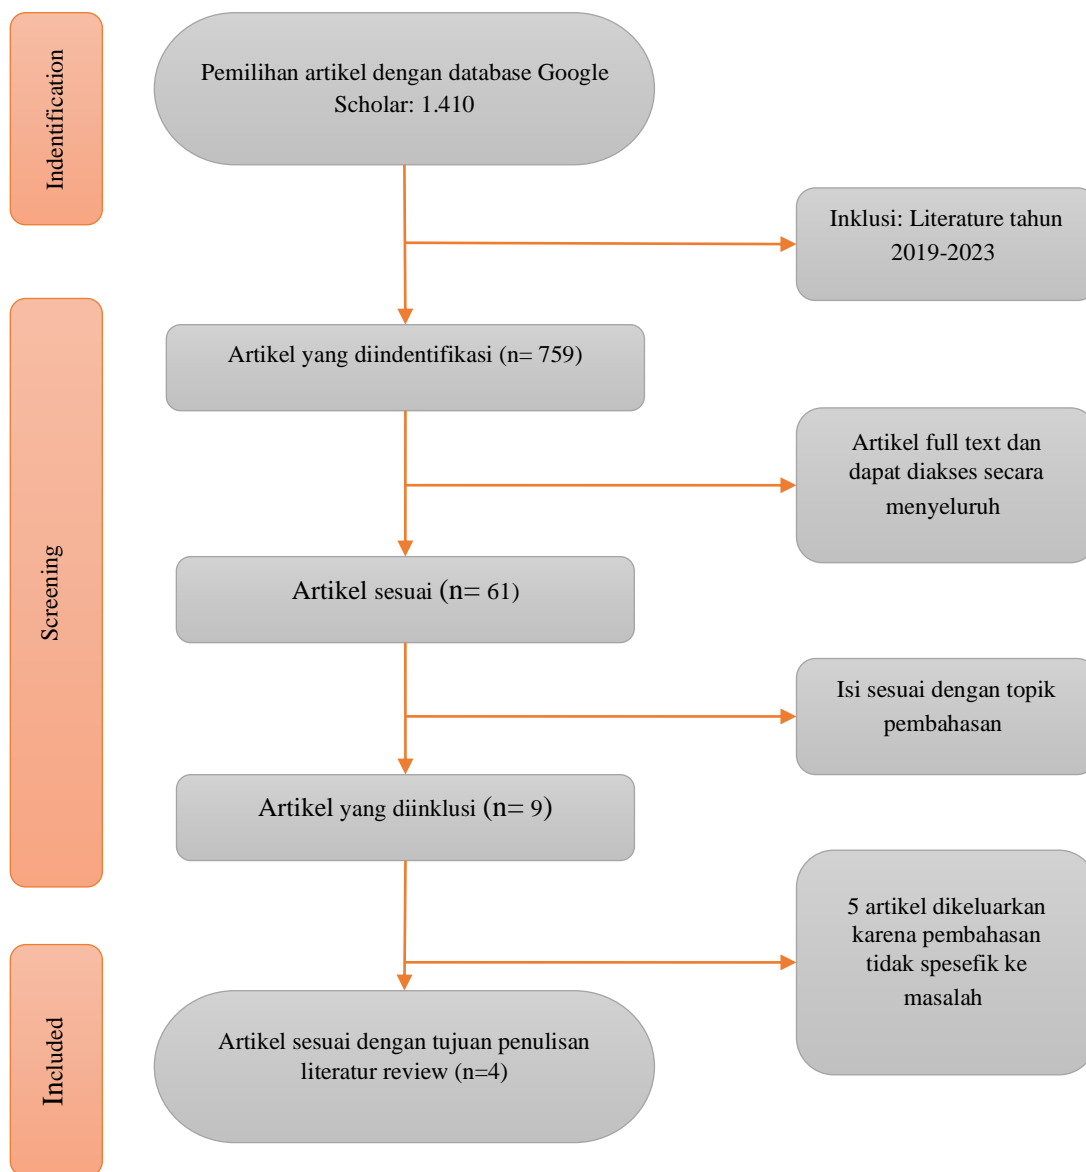 Indentification
Pemilihan artikel dengan database Google
Scholar: 1.410
Inklusi: Literature tahun
2019-2023
Screening
Artikel yang diindentifikasi (n= 759)
Artikel full text dan
dapat diakses secara
menyeluruh
Artikel sesuai (n= 61)
Isi sesuai dengan topik
pembahasan
Artikel yang diinklusi (n= 9)
5 artikel dikeluarkan
karena pembahasan
tidak spesefik ke
masalah
Included
Artikel sesuai dengan tujuan penulisan
literatur review (n=4)